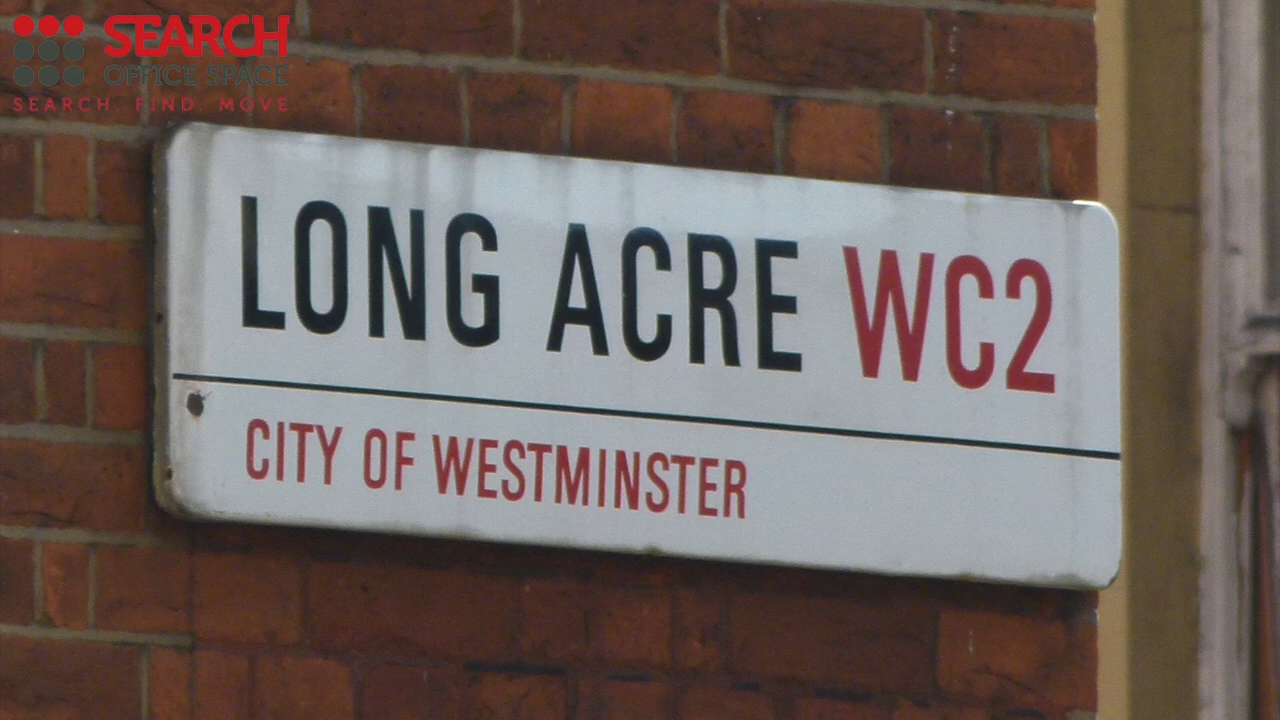 SEARCH
OFFICE SPACE
SEARCH. FIND. MOVE
LONG ACRE WC2
CITY OF WESTMINSTER